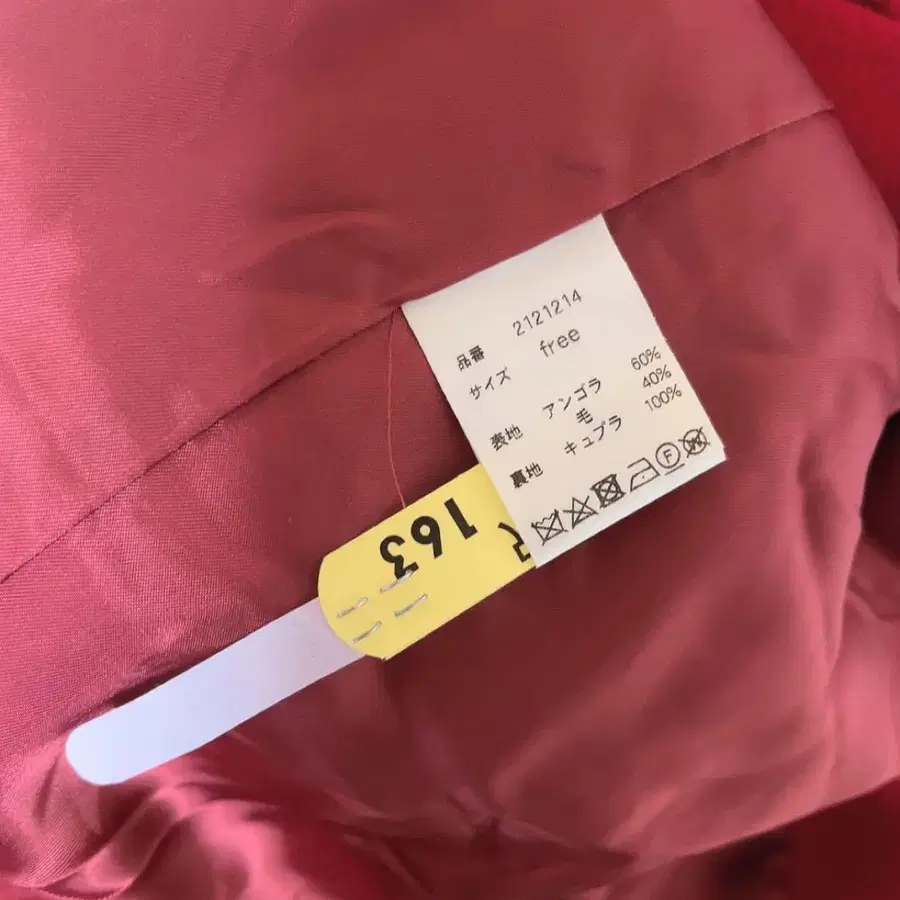 品番 2121214
サイズ free
表地 アンゴラ 60%
毛 40%
裏地 キュプラ 100%
F
163